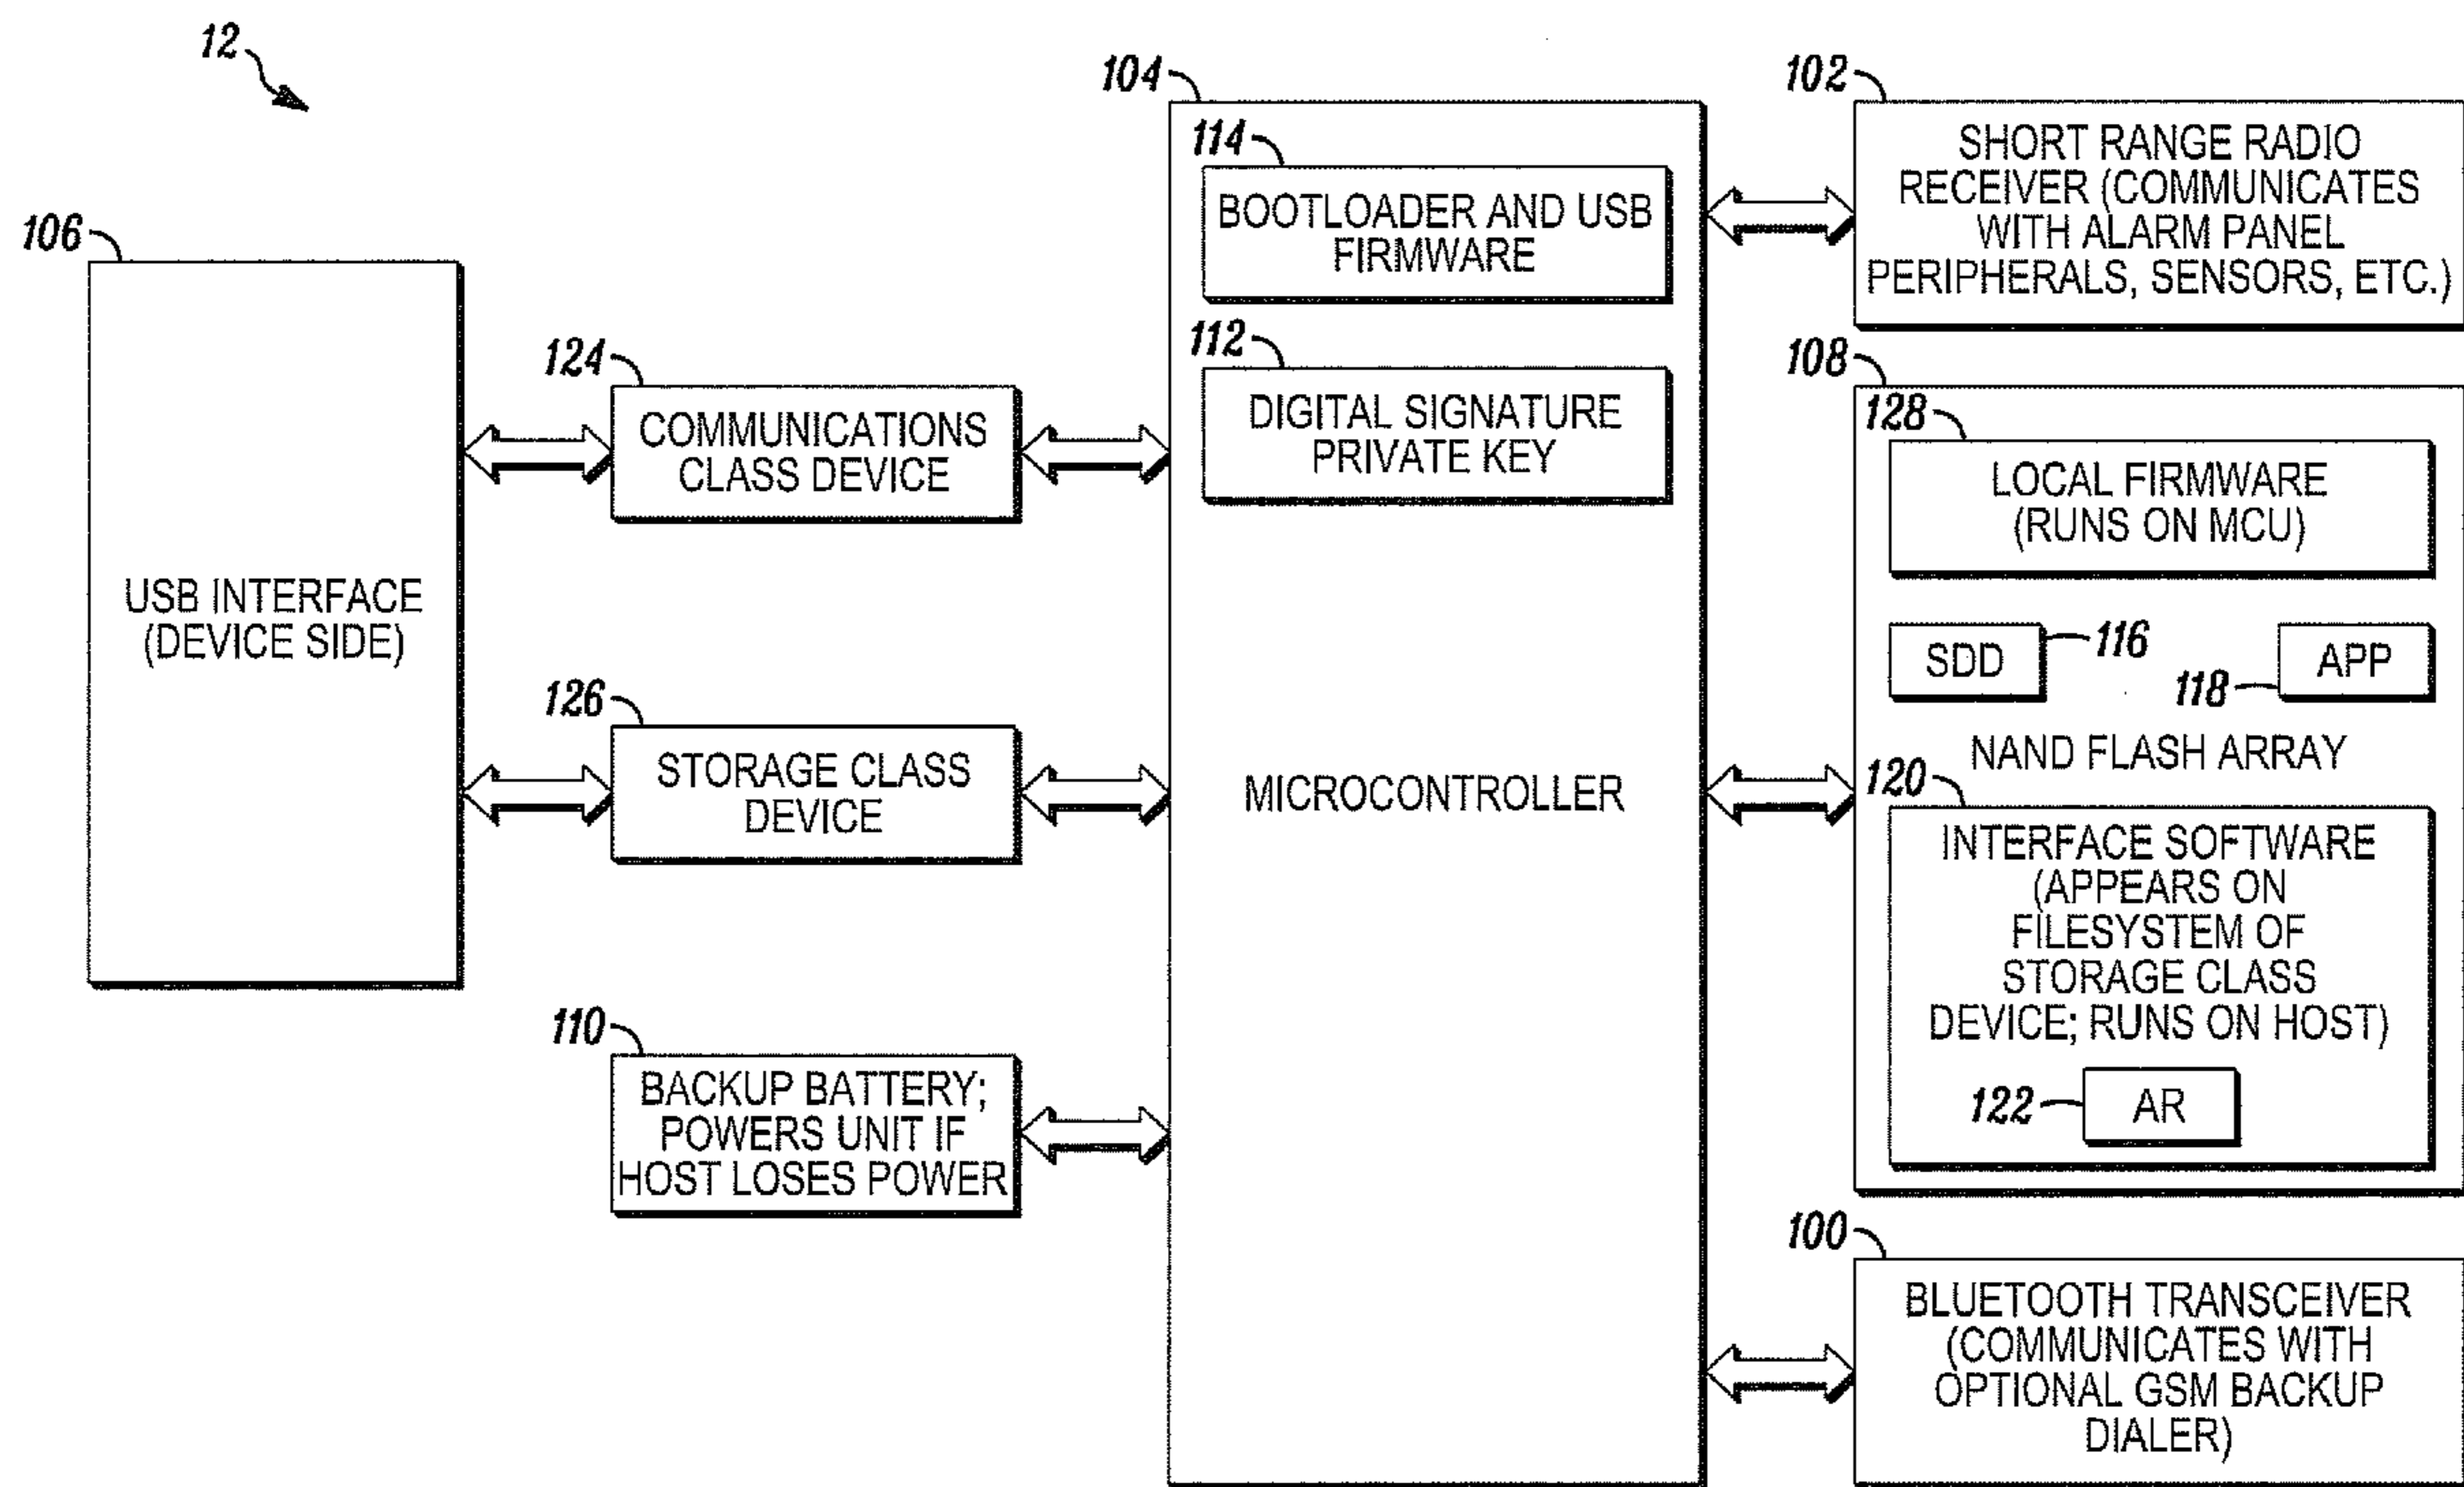 12
106
USB INTERFACE
(DEVICE SIDE)
124
COMMUNICATIONS
CLASS DEVICE
126
STORAGE CLASS
DEVICE
110
BACKUP BATTERY;
POWERS UNIT IF
HOST LOSES POWER
104
114
BOOTLOADER AND USB
FIRMWARE
112
DIGITAL SIGNATURE
PRIVATE KEY
MICROCONTROLLER
102
SHORT RANGE RADIO
RECEIVER (COMMUNICATES
WITH ALARM PANEL
PERIPHERALS, SENSORS, ETC.)
108
128
LOCAL FIRMWARE
(RUNS ON MCU)
SDD
116
118
APP
NAND FLASH ARRAY
120
INTERFACE SOFTWARE
(APPEARS ON
FILESYSTEM OF
STORAGE CLASS
DEVICE; RUNS ON HOST)
122
AR
100
BLUETOOTH TRANSCEIVER
(COMMUNICATES WITH
OPTIONAL GSM BACKUP
DIALER)